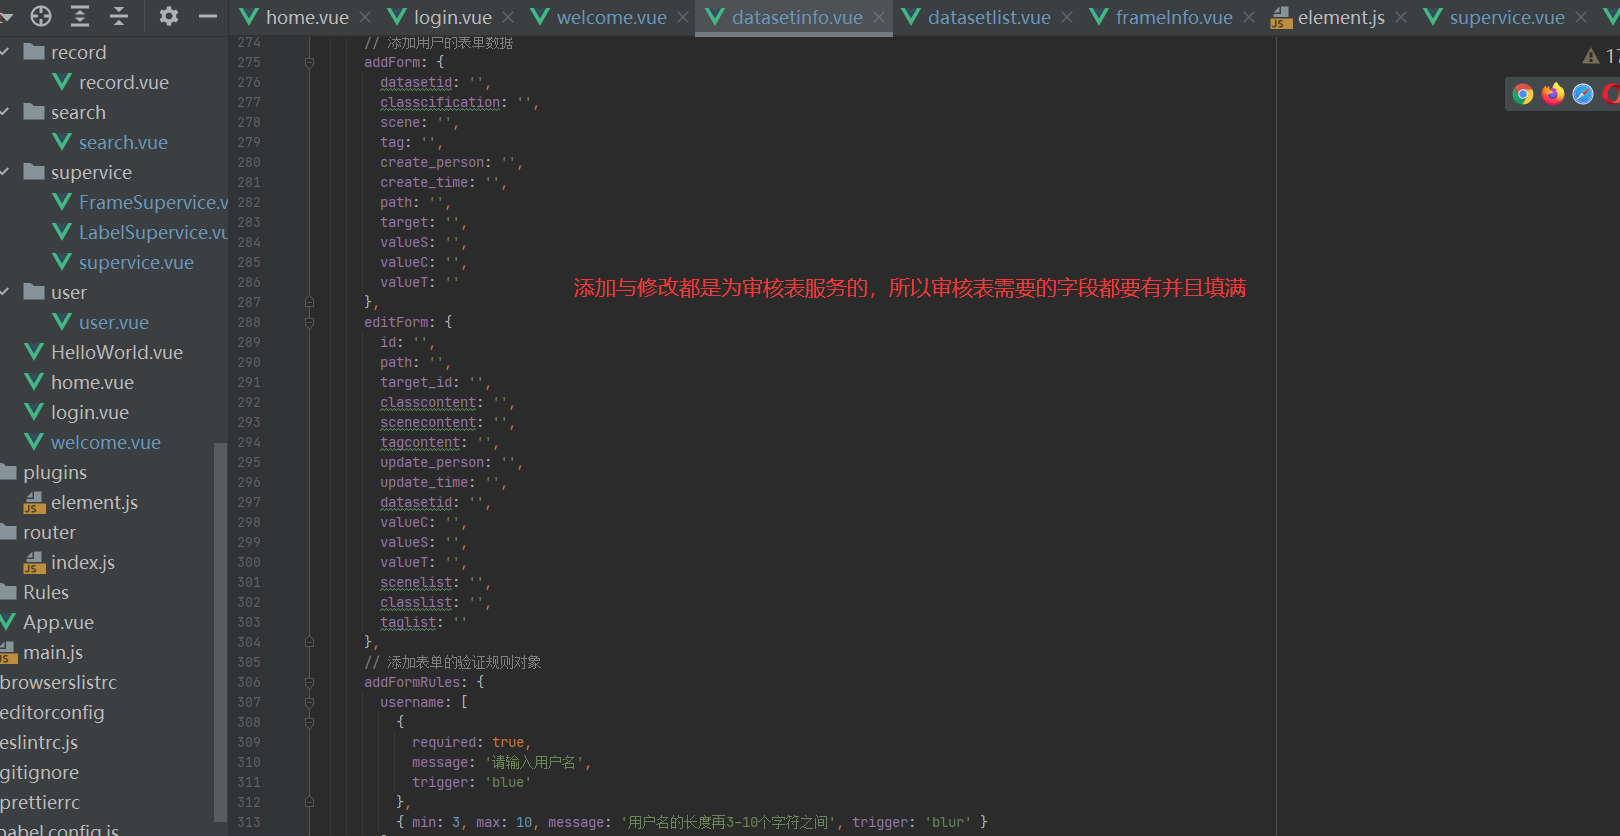 home.vue
login.vue
welcome.vue
datasetinfo.vue
datasetlist.vue
frameInfo.vue
element.js
supervice.vue
record
record.vue
search
search.vue
supervice
FrameSupervice.v
LabelSupervice.vu
supervice.vue
user
user.vue
HelloWorld.vue
home.vue
login.vue
welcome.vue
plugins
element.js
router
index.js
Rules
App.vue
main.js
browserslistrc
editorconfig
eslintrc.js
gitignore
prettierrc
babel.config.js
274 // 添加用户的表单数据
275 addForm: {
276 datasetid: '',
277 classcification: '',
278 scene: '',
279 tag: '',
280 create_person: '',
281 create_time: '',
282 path: '',
283 target: '',
284 valueS: '',
285 valueC: '',
286 valueT: ''
添加与修改都是为审核表服务的，所以审核表需要的字段都要有并且填满
287 },
288 editForm: {
289 id: '',
290 path: '',
291 target_id: '',
292 classcontent: '',
293 scenecontent: '',
294 tagcontent: '',
295 update_person: '',
296 update_time: '',
297 datasetid: '',
298 valueC: '',
299 valueS: '',
300 valueT: '',
301 scenelist: '',
302 classlist: '',
303 taglist: ''
304 },
305 // 添加表单的验证规则对象
306 addFormRules: {
307 username: [
308 {
309 required: true,
310 message: '请输入用户名',
311 trigger: 'blue'
312 },
313 { min: 3, max: 10, message: '用户名的长度再3-10个字符之间', trigger: 'blur' }
17